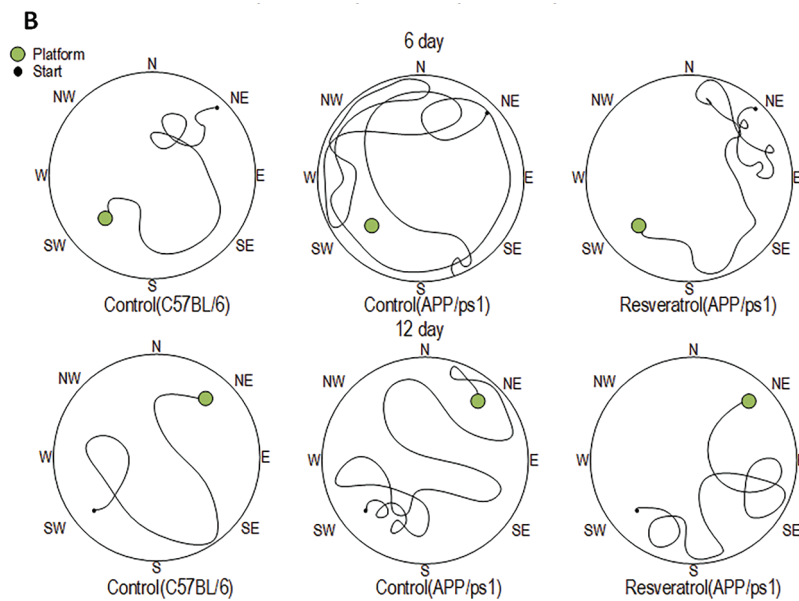 B
6 day
Platform
Start
N
N
N
NW
NE
NW
NE
NW
NE
W
E
W
E
W
E
SW
SE
SW
SE
SW
SE
S
S
S
Control(C57BL/6)
Control(APP/ps1)
Resveratrol(APP/ps1)
12 day
N
N
N
NW
NE
NW
NE
NW
NE
W
E
W
E
W
SW
SE
SW
SE
SW
SE
S
S
S
Control(C57BL/6)
Control(APP/ps1)
Resveratrol(APP/ps1)